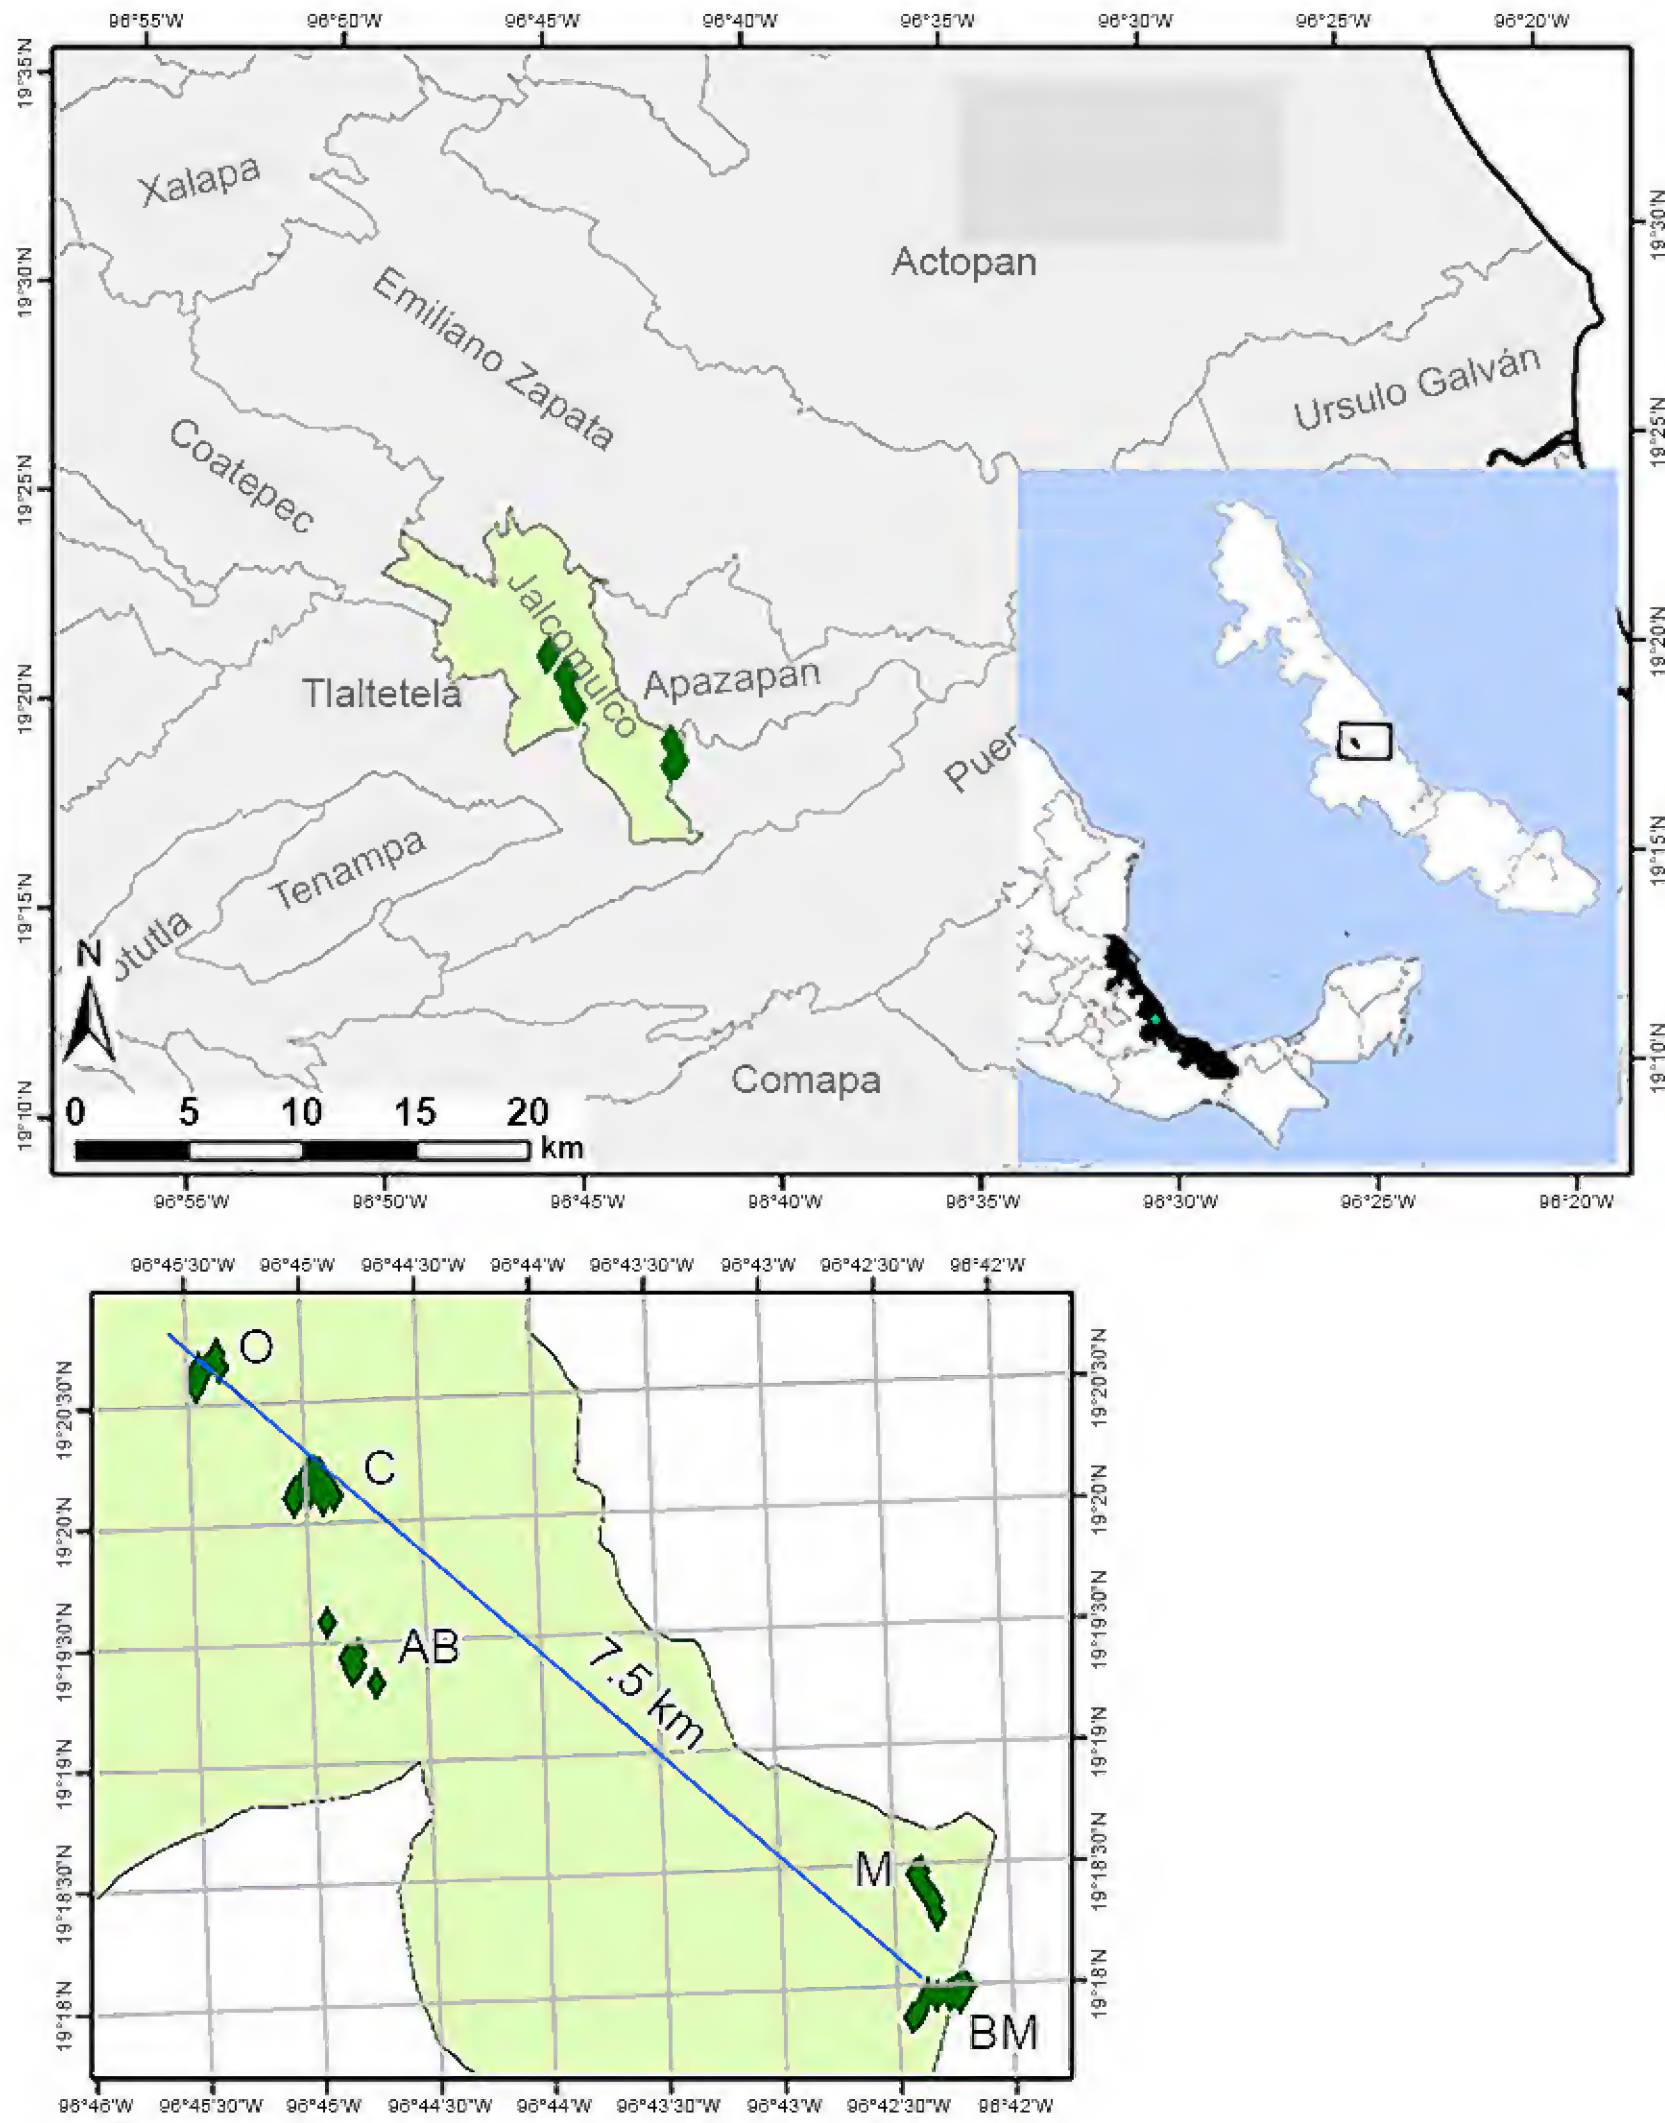 96°55'W 96°50'W 96°45'W 96°40'W 96°35'W 96°30'W 96°25'W 96°20'W
19°35'N
19°30'N
19°25'N
19°20'N
19°15'N
19°10'N
19°30'N
19°25'N
19°20'N
19°15'N
19°10'N
Xalapa
Actopan
Emiliano Zapata
Ursulo Galván
Coatepec
Jalcomulco
Tlaltetela
Apazapan
Puen
Tenampa
otutla
N
Comapa
0 5 10 15 20
km
96°55'W 96°50'W 96°45'W 96°40'W 96°35'W 96°30'W 96°25'W 96°20'W
96°45'30"W 96°45'W 96°44'30"W 96°44'W 96°43'30"W 96°43'W 96°42'30"W 96°42'W
19°20'30"N
19°20'N
19°19'30"N
19°19'N
19°18'30"N
19°18'N
19°20'30"N
19°20'N
19°19'30"N
19°19'N
19°18'30"N
19°18'N
O
C
AB
7.5 km
M
BM
96°46'W 96°45'30"W 96°45'W 96°44'30"W 96°44'W 96°43'30"W 96°43'W 96°42'30"W 96°42'W